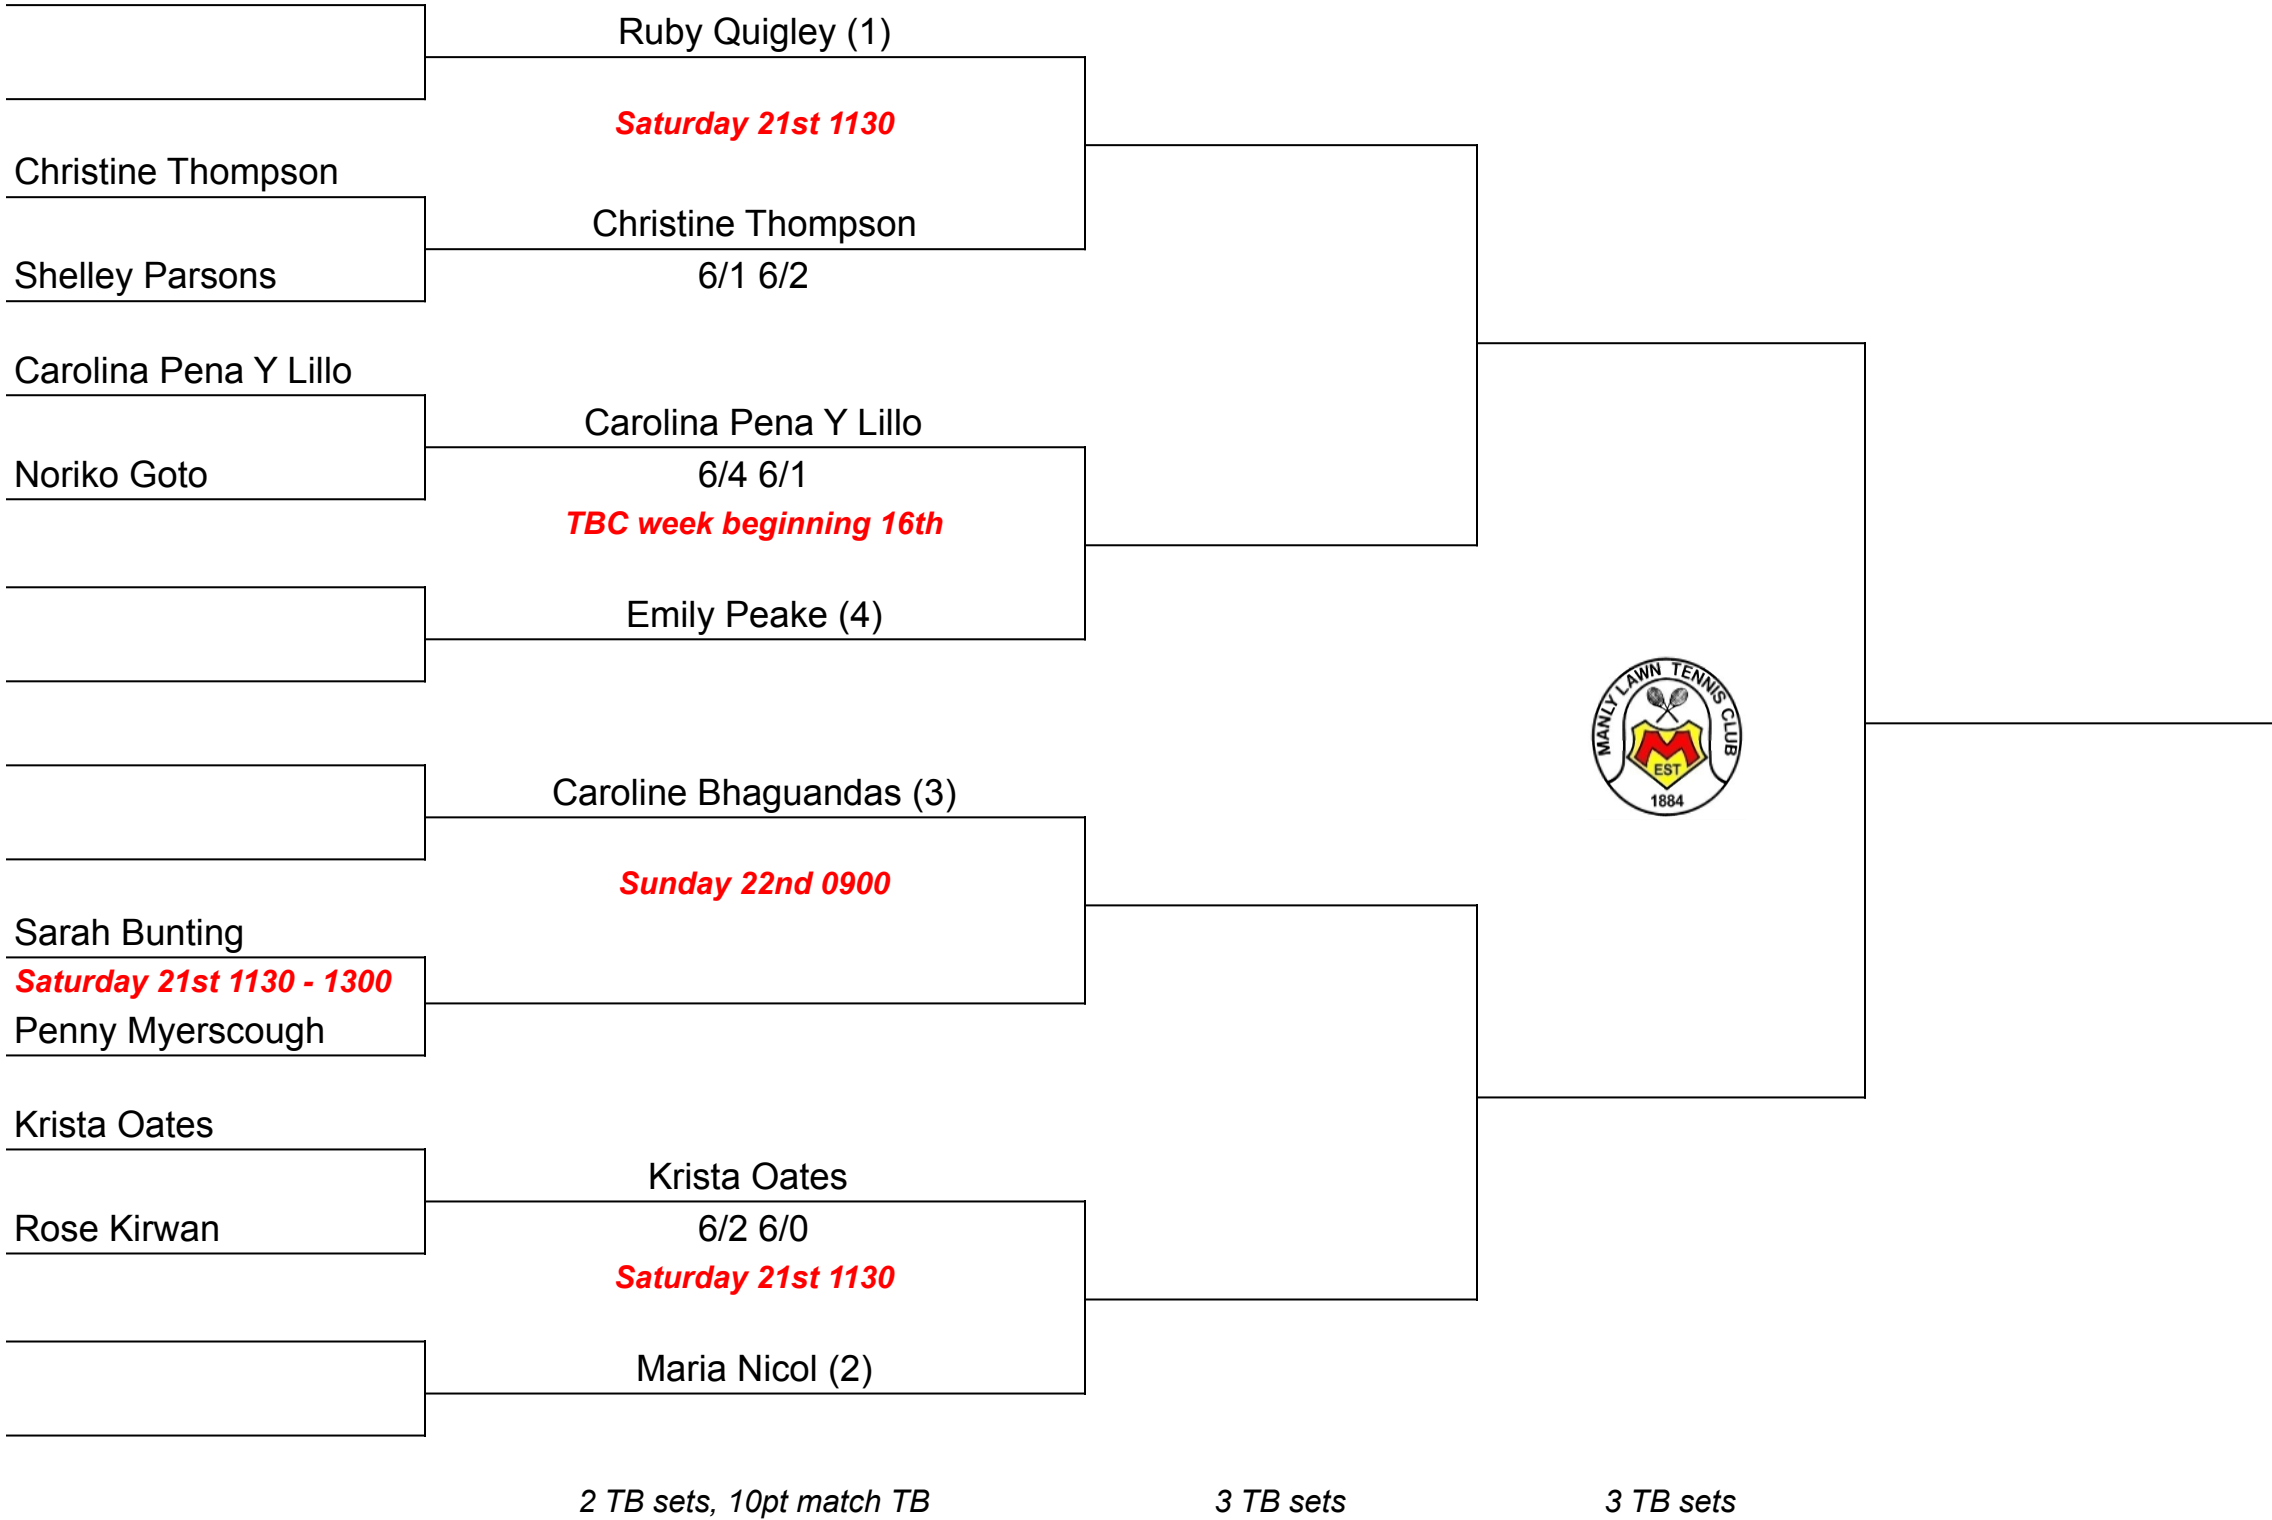 Ruby Quigley (1)
Saturday 21st 1130
Christine Thompson
Christine Thompson
Shelley Parsons
6/1 6/2
Carolina Pena Y Lillo
Carolina Pena Y Lillo
Noriko Goto
6/4 6/1
TBC week beginning 16th
Emily Peake (4)
MANLY LAWN TENNIS CLUB
M
EST
1884
Caroline Bhaguandas (3)
Sunday 22nd 0900
Sarah Bunting
Saturday 21st 1130 - 1300
Penny Myerscough
Krista Oates
Krista Oates
Rose Kirwan
6/2 6/0
Saturday 21st 1130
Maria Nicol (2)
2 TB sets, 10pt match TB
3 TB sets
3 TB sets